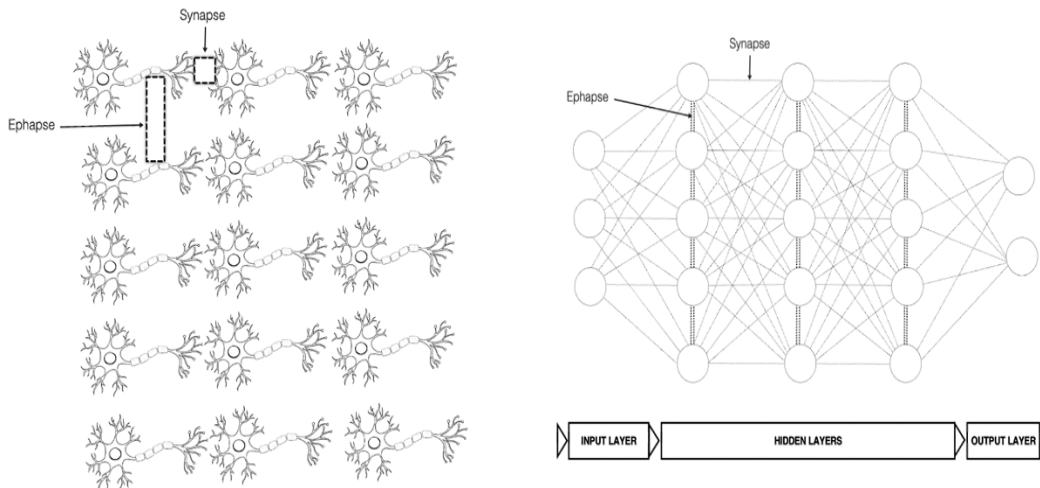 Synapse
Ephapse
Synapse
Ephapse
INPUT LAYER
HIDDEN LAYERS
OUTPUT LAYER